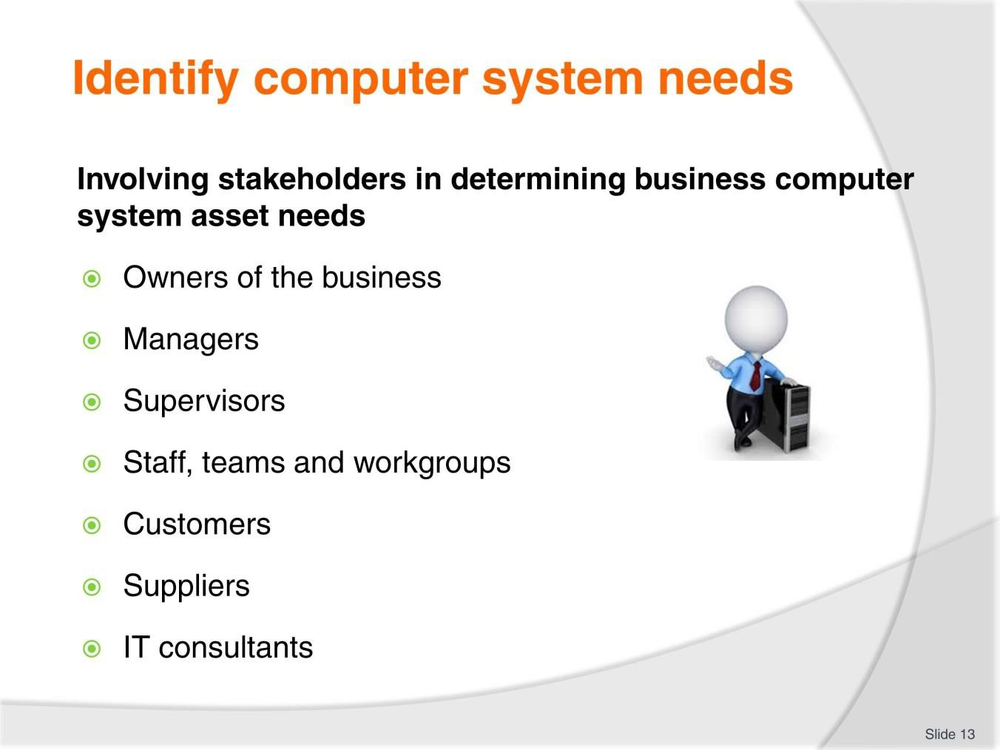 Identify computer system needs
Involving stakeholders in determining business computer
system asset needs
Owners of the business
Managers
Supervisors
Staff, teams and workgroups
Customers
Suppliers
IT consultants
Slide 13